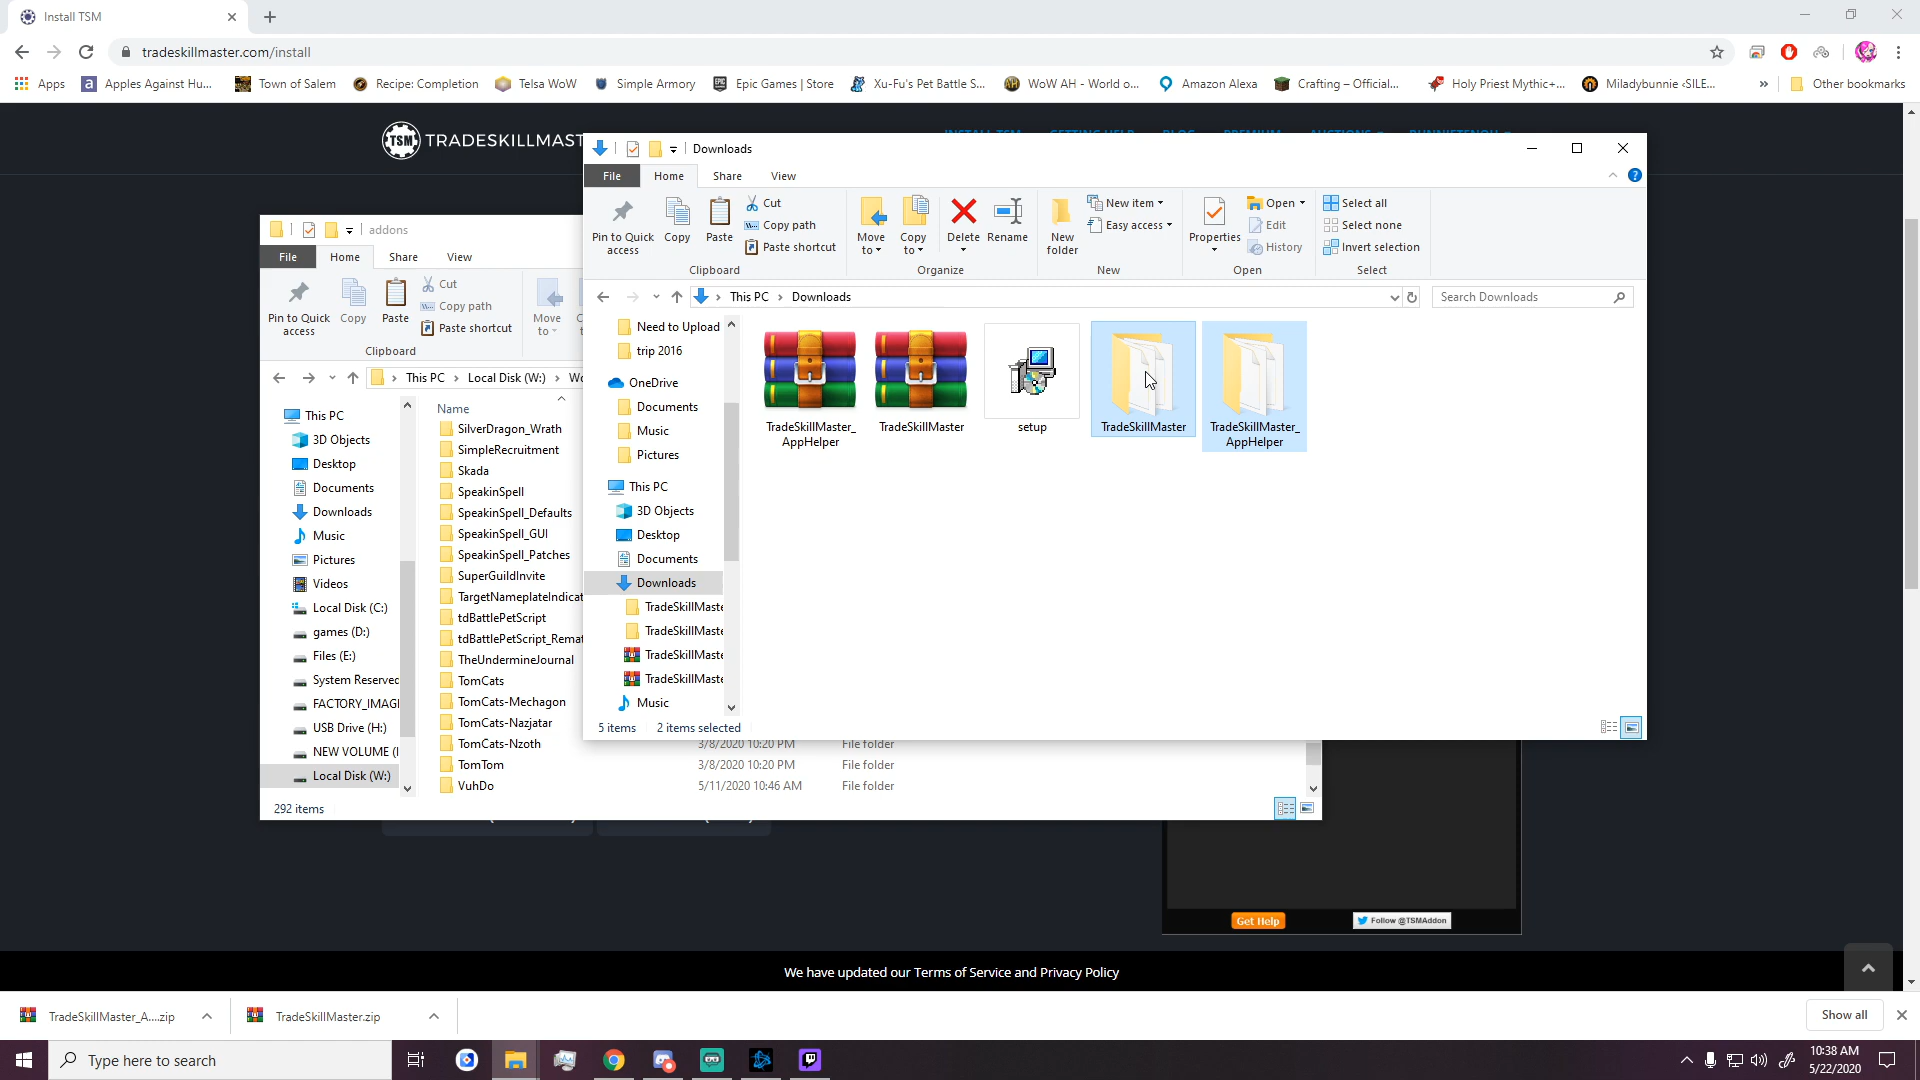 Install TSM
tradeskillmaster.com/install
Apps
Apples Against Hu...
Town of Salem
Recipe: Completion
Telsa WoW
Simple Armory
Epic Games | Store
Xu-Fu's Pet Battle S...
WoW AH - World o...
Amazon Alexa
Crafting – Official...
Holy Priest Mythic+...
Miladybunnie ‹SILE...
»
Other bookmarks
TSM TRADESKILLMAST
Downloads
File
Home
Share
View
Pin to Quick access
Copy
Paste
Cut
Copy path
Paste shortcut
Clipboard
Move to
Copy to
Delete
Rename
Organize
New folder
New item
Easy access
New
Properties
Open
Edit
History
Open
Select all
Select none
Invert selection
Select
This PC › Downloads
Search Downloads
Need to Upload
trip 2016
OneDrive
Documents
Music
Pictures
This PC
3D Objects
Desktop
Documents
Downloads
TradeSkillMaste
TradeSkillMaste
TradeSkillMaste
TradeSkillMaste
Music
TradeSkillMaster_
AppHelper
TradeSkillMaster
setup
TradeSkillMaster
TradeSkillMaster_
AppHelper
5 items
2 items selected
addons
File
Home
Share
View
Pin to Quick access
Copy
Paste
Cut
Copy path
Paste shortcut
Clipboard
Move to
This PC › Local Disk (W:) › Wo
This PC
3D Objects
Desktop
Documents
Downloads
Music
Pictures
Videos
Local Disk (C:)
games (D:)
Files (E:)
System Reserved
FACTORY_IMAG
USB Drive (H:)
NEW VOLUME (I
Local Disk (W:)
Name
SilverDragon_Wrath
SimpleRecruitment
Skada
SpeakinSpell
SpeakinSpell_Defaults
SpeakinSpell_GUI
SpeakinSpell_Patches
SuperGuildInvite
TargetNameplateIndicat
tdBattlePetScript
tdBattlePetScript_Remat
TheUndermineJournal
TomCats
TomCats-Mechagon
TomCats-Nazjatar
TomCats-Nzoth 3/8/2020 10:20 PM File folder
TomTom 3/8/2020 10:20 PM File folder
VuhDo 5/11/2020 10:46 AM File folder
292 items
Get Help
Follow @TSMAddon
We have updated our Terms of Service and Privacy Policy
TradeSkillMaster_A....zip
TradeSkillMaster.zip
Show all
Type here to search
10:38 AM
5/22/2020